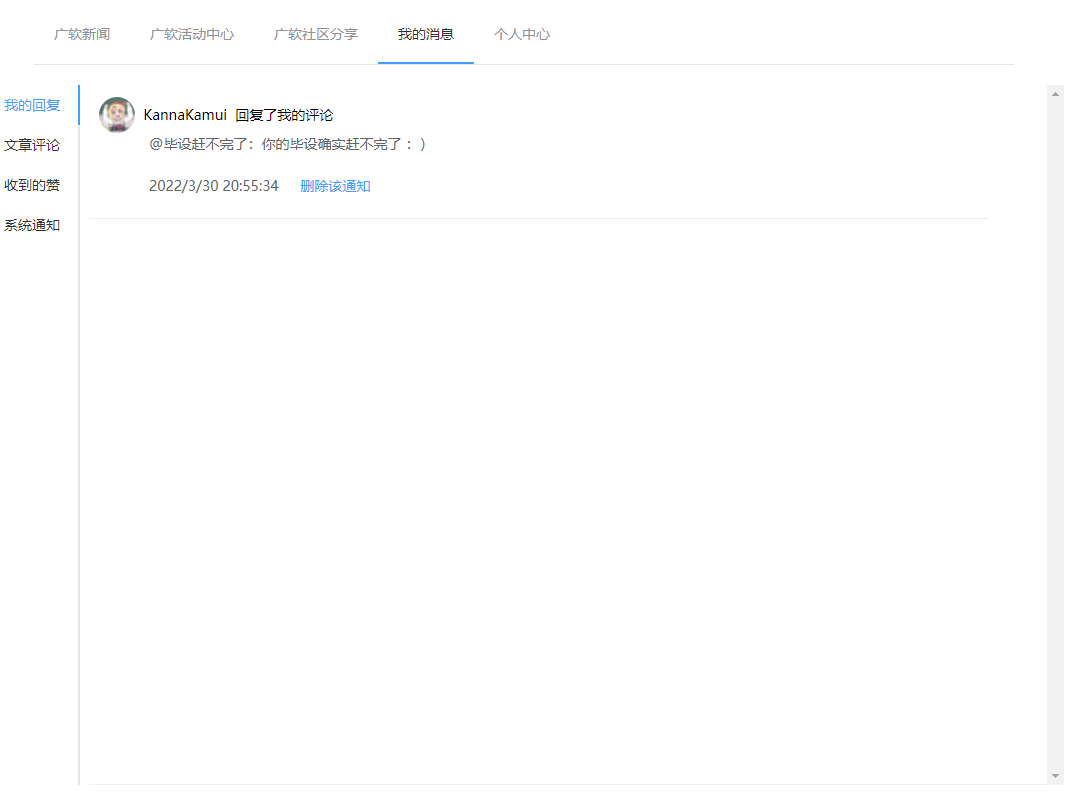 广软新闻 广软活动中心 广软社区分享 我的消息 个人中心
我的回复
文章评论
收到的赞
系统通知
KannaKamui 回复了我的评论
@毕设赶不完了：你的毕设确实赶不完了：）
2022/3/30 20:55:34 删除该通知